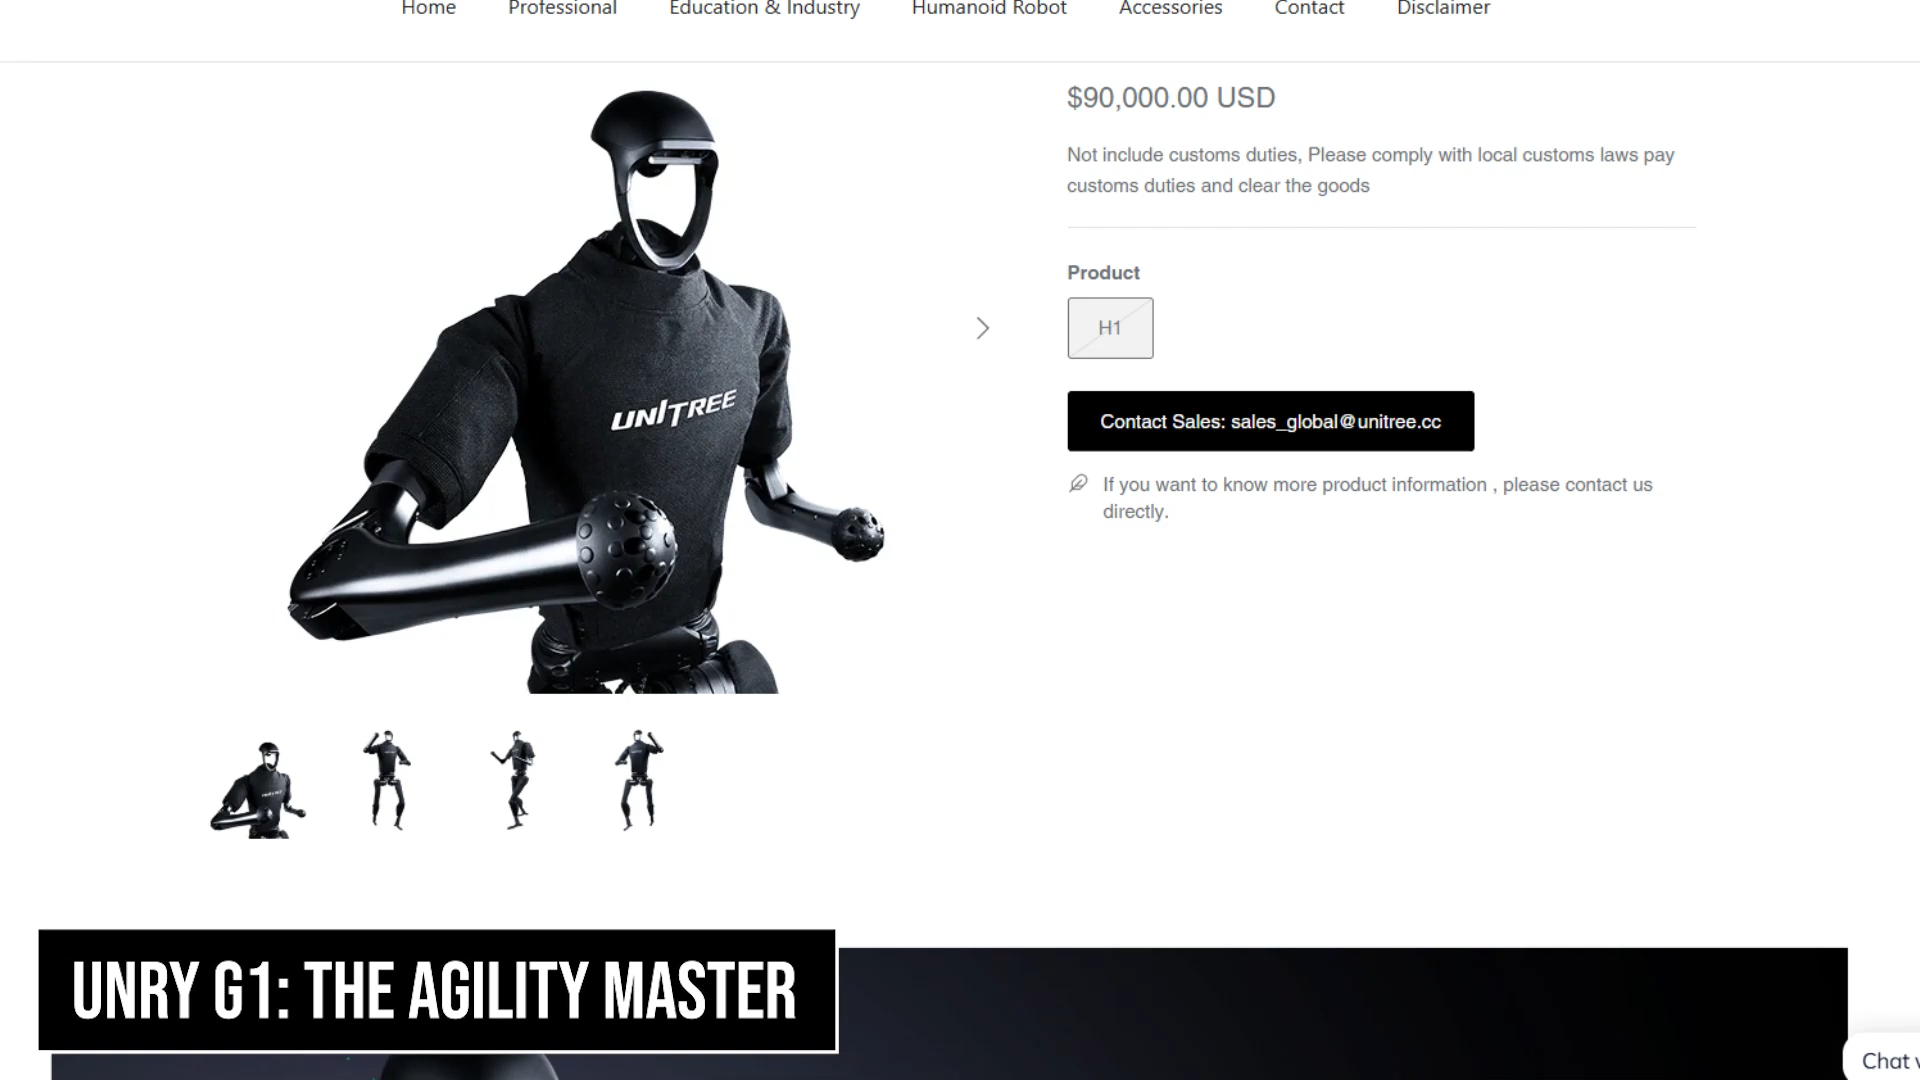 Home Professional Education & Industry Humanoid Robot Accessories Contact Disclaimer
$90,000.00 USD
Not include customs duties, Please comply with local customs laws pay
customs duties and clear the goods
Product
H1
UNITREE
Contact Sales: sales_global@unitree.cc
If you want to know more product information , please contact us
directly.
UNRY G1: THE AGILITY MASTER
Chat